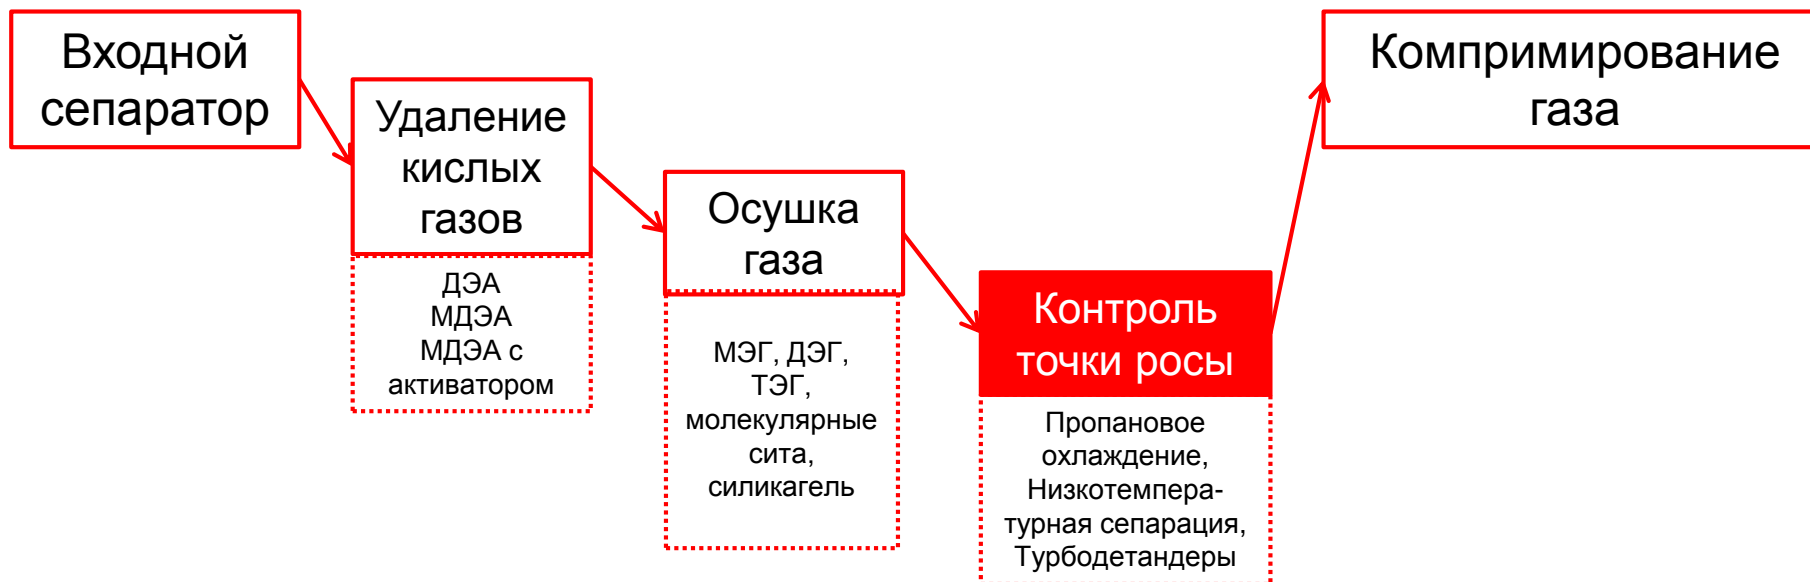 Входной
сепаратор
Удаление
кислых
газов
ДЭА
МДЭА
МДЭА с
активатором
Осушка
газа
МЭГ, ДЭГ,
ТЭГ,
молекулярные
сита,
силикагель
Контроль
точки росы
Пропановое
охлаждение,
Низкотемпера-
турная сепарация,
Турбодетандеры
Компримирование
газа